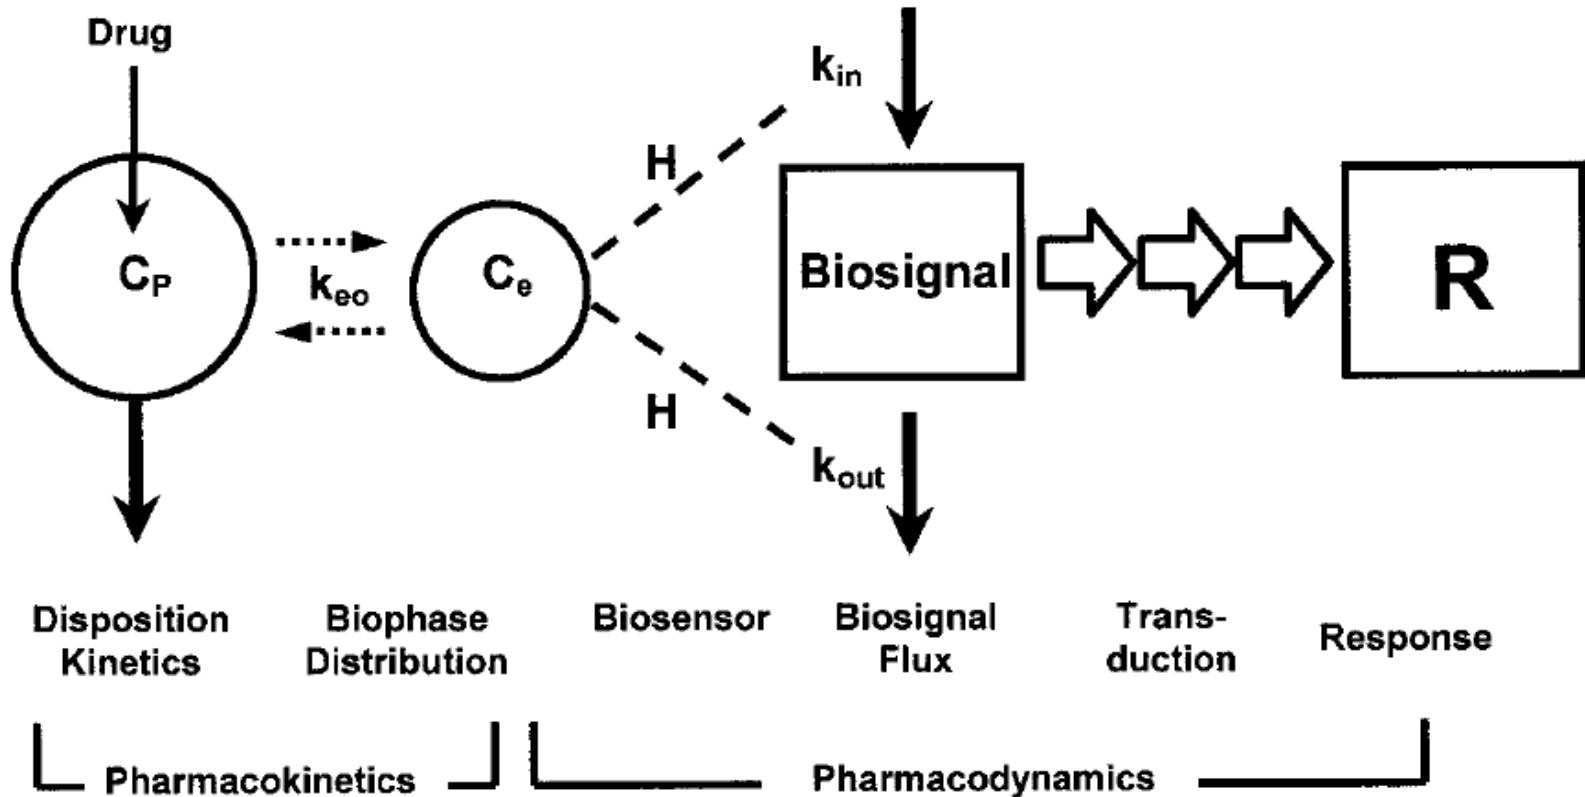 Drug
k_in
H
C_P
k_eo
C_e
Biosignal
R
H
k_out
Disposition
Kinetics
Biophase
Distribution
Biosensor
Biosignal
Flux
Trans-
duction
Response
Pharmacokinetics
Pharmacodynamics